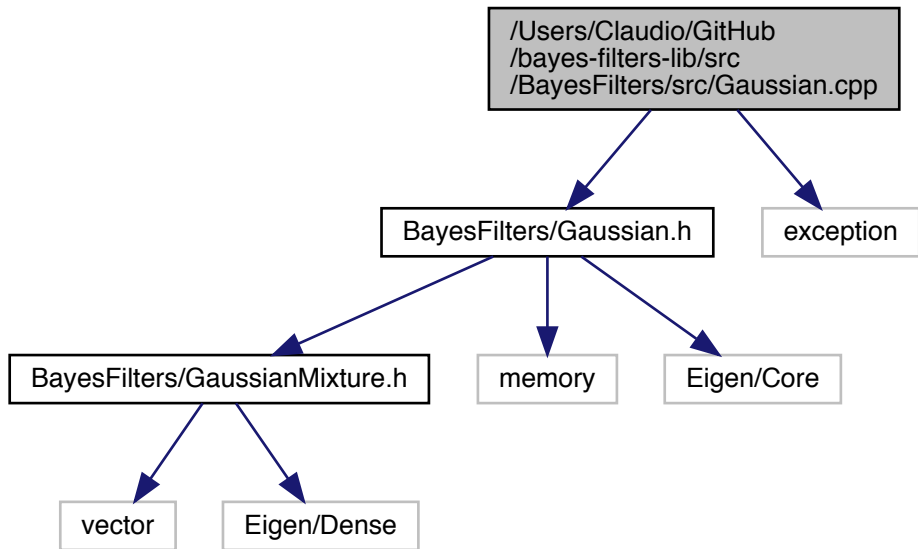 /Users/Claudio/GitHub
/bayes-filters-lib/src
/BayesFilters/src/Gaussian.cpp
BayesFilters/Gaussian.h
exception
BayesFilters/GaussianMixture.h
memory
Eigen/Core
vector
Eigen/Dense